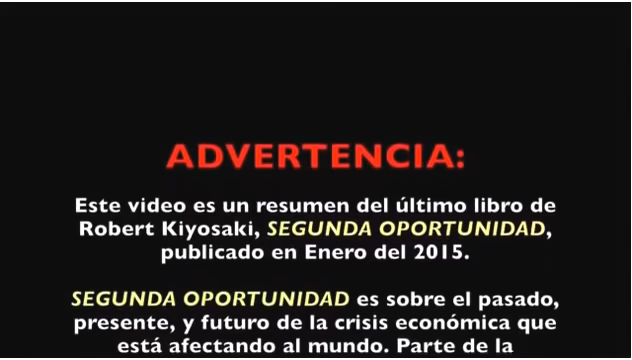 ADVERTENCIA:
Este video es un resumen del último libro de
Robert Kiyosaki, SEGUNDA OPORTUNIDAD,
publicado en Enero del 2015.
SEGUNDA OPORTUNIDAD es sobre el pasado,
presente, y futuro de la crisis económica que
está afectando al mundo. Parte de la